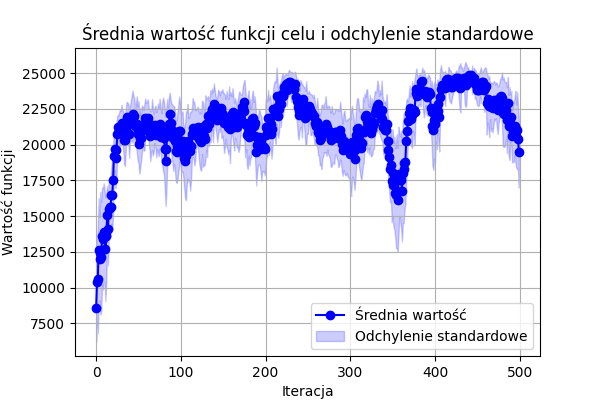 Średnia wartość funkcji celu i odchylenie standardowe
Wartość funkcji
25000
22500
20000
17500
15000
12500
10000
7500
0 100 200 300 400 500
Iteracja
Średnia wartość
Odchylenie standardowe